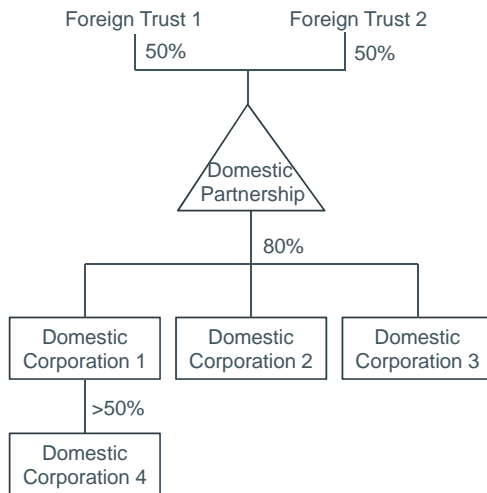 Foreign Trust 1
Foreign Trust 2
50%
50%
Domestic
Partnership
80%
Domestic
Corporation 1
Domestic
Corporation 2
Domestic
Corporation 3
>50%
Domestic
Corporation 4